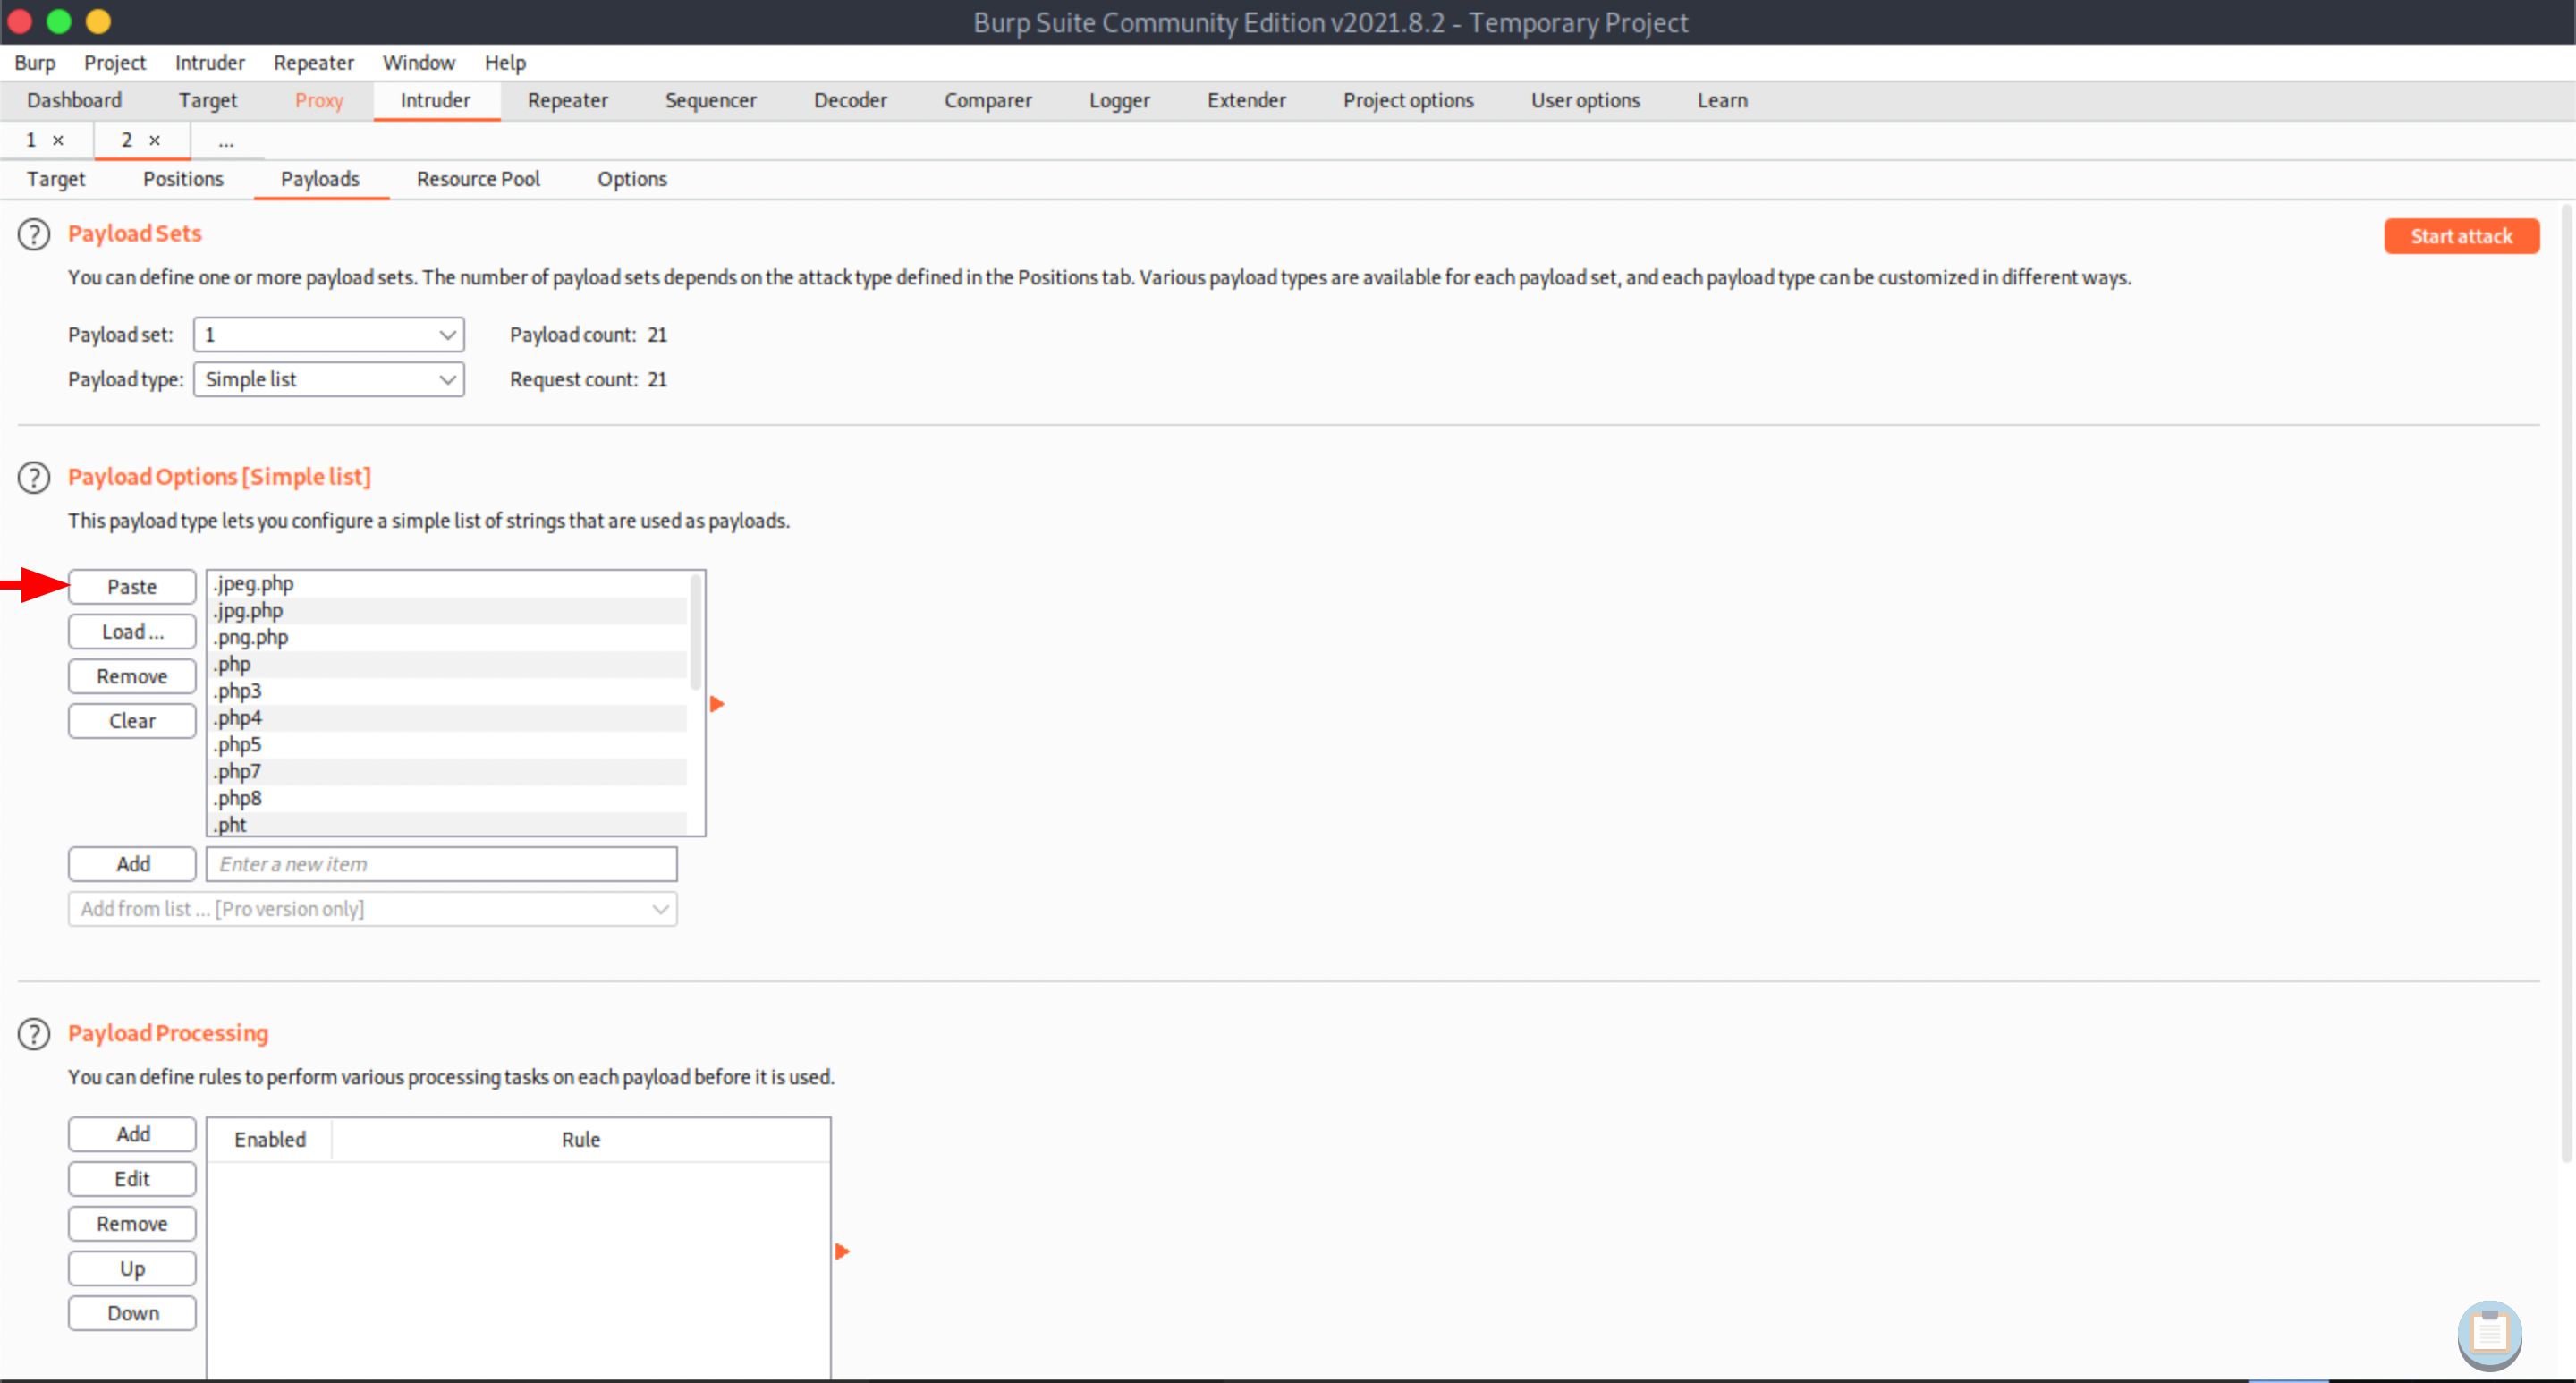 Burp Suite Community Edition v2021.8.2 - Temporary Project
Burp Project Intruder Repeater Window Help
Dashboard Target Proxy Intruder Repeater Sequencer Decoder Comparer Logger Extender Project options User options Learn
1 × 2 × ...
Target Positions Payloads Resource Pool Options
? Payload Sets
Start attack
You can define one or more payload sets. The number of payload sets depends on the attack type defined in the Positions tab. Various payload types are available for each payload set, and each payload type can be customized in different ways.
Payload set: 1 Payload count: 21
Payload type: Simple list Request count: 21
? Payload Options [Simple list]
This payload type lets you configure a simple list of strings that are used as payloads.
Paste
Load ...
Remove
Clear
.jpeg.php
.jpg.php
.png.php
.php
.php3
.php4
.php5
.php7
.php8
.pht
Add Enter a new item
Add from list ... [Pro version only]
? Payload Processing
You can define rules to perform various processing tasks on each payload before it is used.
Add
Edit
Remove
Up
Down
Enabled Rule